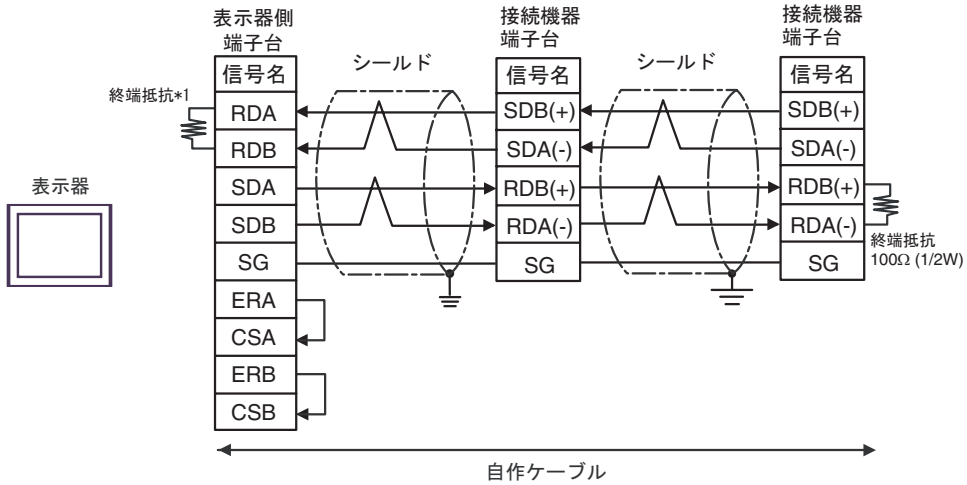 表示器側
端子台
接続機器
端子台
接続機器
端子台
信号名
シールド
信号名
シールド
信号名
終端抵抗*1
RDA
SDB(+)
SDB(+)
RDB
SDA(-)
SDA(-)
表示器
SDA
RDB(+)
RDB(+)
SDB
RDA(-)
RDA(-)
終端抵抗
100Ω (1/2W)
SG
SG
SG
ERA
CSA
ERB
CSB
自作ケーブル